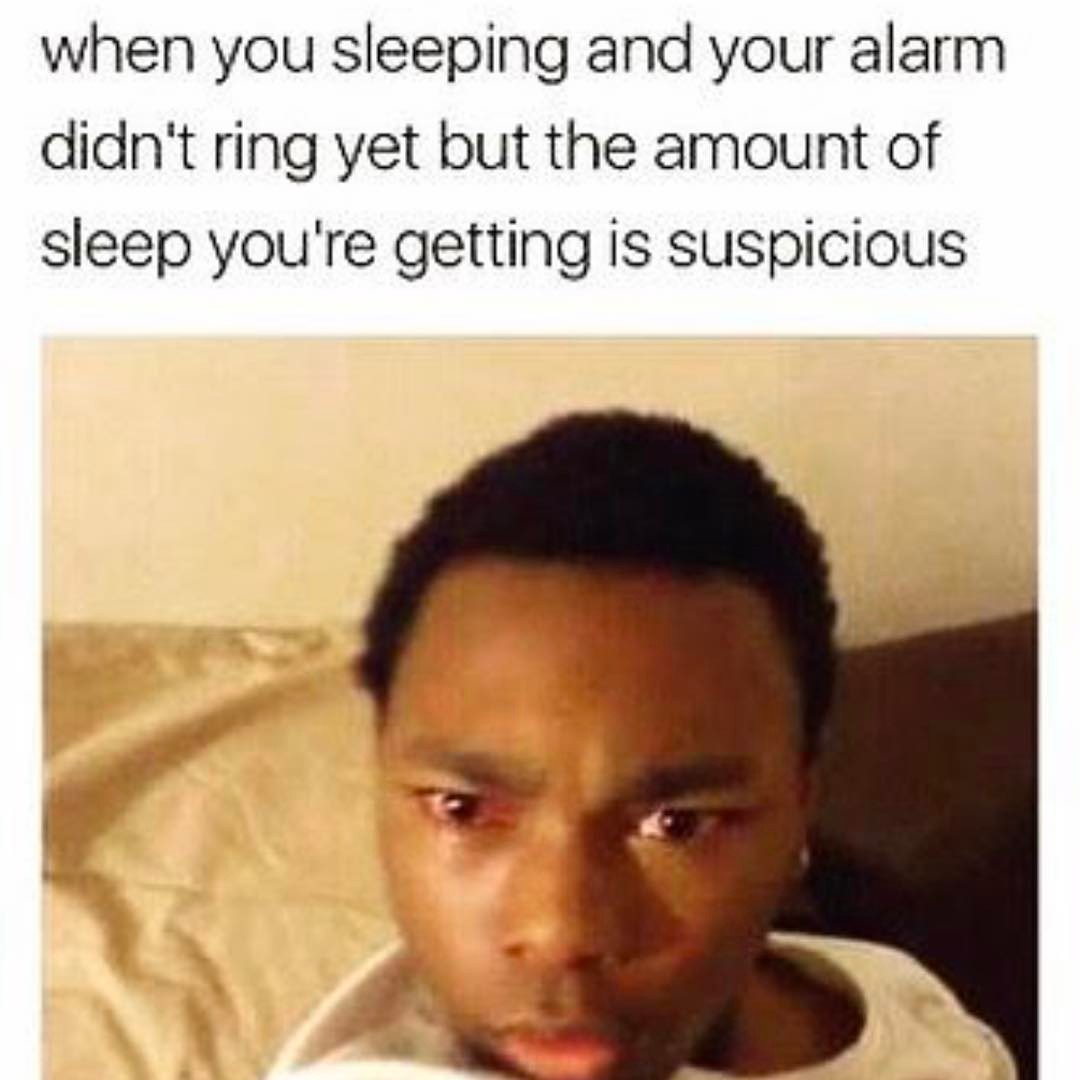 when you sleeping and your alarm
didn't ring yet but the amount of
sleep you're getting is suspicious